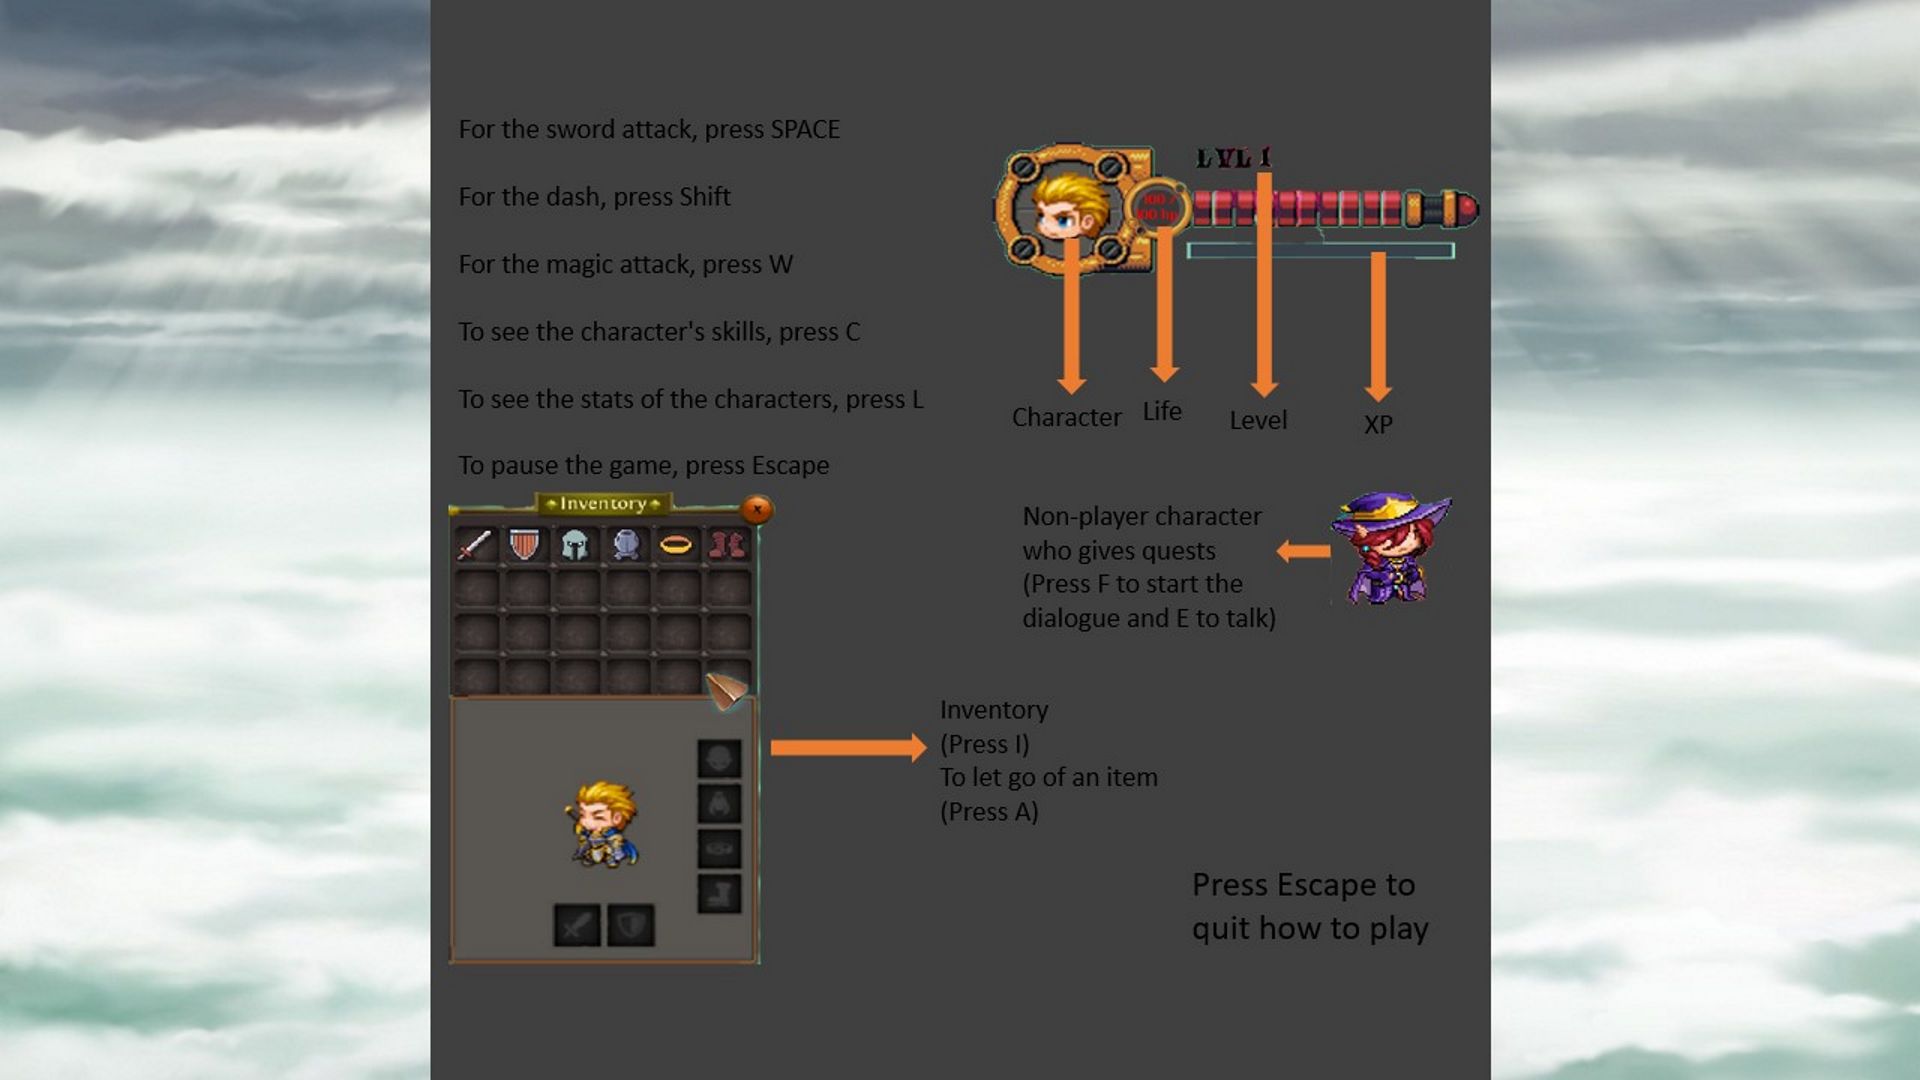 For the sword attack, press SPACE
For the dash, press Shift
For the magic attack, press W
To see the character's skills, press C
To see the stats of the characters, press L
To pause the game, press Escape
LVL 1
100 /
100 hp
Character
Life
Level
XP
Inventory
Non-player character
who gives quests
(Press F to start the
dialogue and E to talk)
Inventory
(Press I)
To let go of an item
(Press A)
Press Escape to
quit how to play